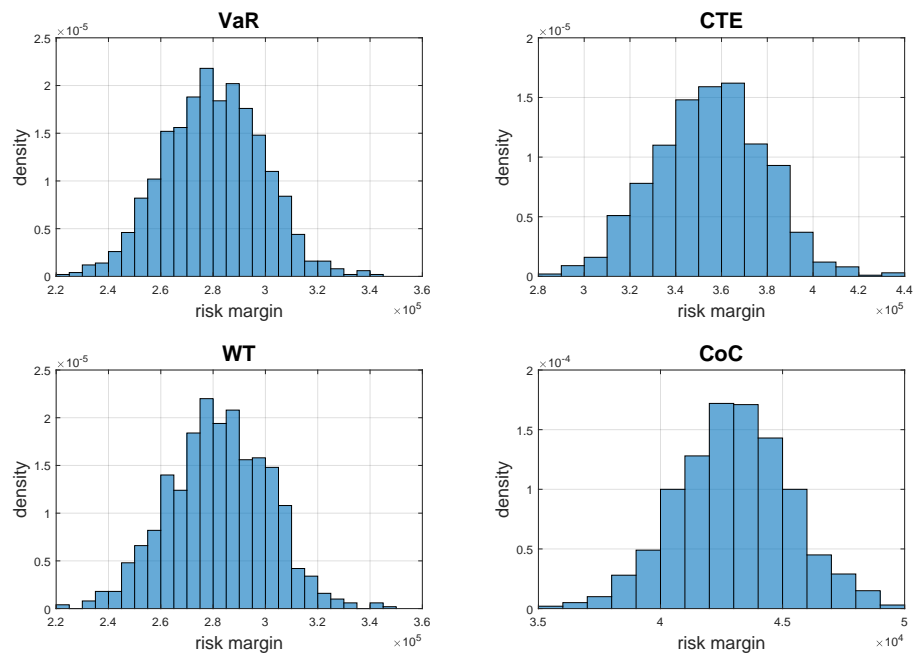 VaR
×10⁻⁵
2.5
2
1.5
1
0.5
0
density
2.2 2.4 2.6 2.8 3 3.2 3.4 3.6
risk margin
×10⁵
CTE
×10⁻⁵
2
1.5
1
0.5
0
density
2.8 3 3.2 3.4 3.6 3.8 4 4.2 4.4
risk margin
×10⁵
WT
×10⁻⁵
2.5
2
1.5
1
0.5
0
density
2.2 2.4 2.6 2.8 3 3.2 3.4 3.6
risk margin
×10⁵
CoC
×10⁻⁴
2
1.5
1
0.5
0
density
3.5 4 4.5 5
risk margin
×10⁴